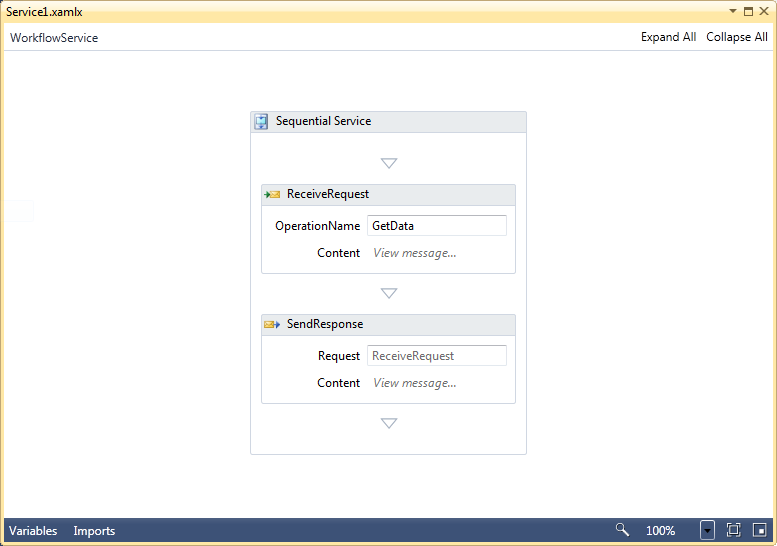 Service1.xamlx
WorkflowService Expand All Collapse All
Sequential Service
ReceiveRequest
OperationName GetData
Content View message...
SendResponse
Request ReceiveRequest
Content View message...
Variables Imports 100%